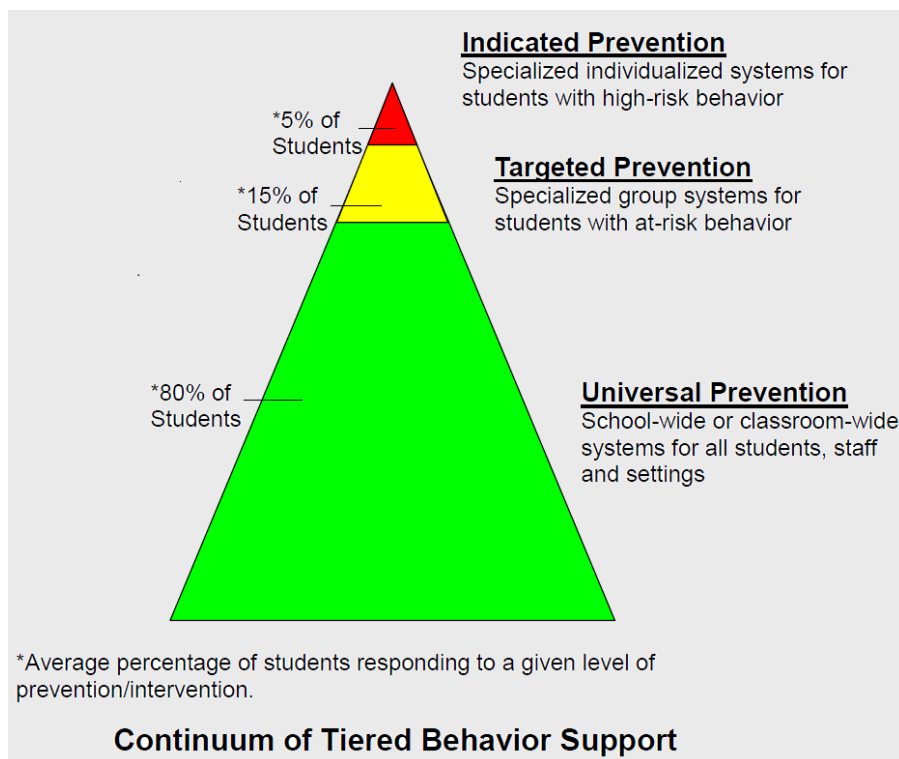 Indicated Prevention
Specialized individualized systems for
students with high-risk behavior
*5% of
Students
Targeted Prevention
Specialized group systems for
students with at-risk behavior
*15% of
Students
*80% of
Students
Universal Prevention
School-wide or classroom-wide
systems for all students, staff
and settings
*Average percentage of students responding to a given level of
prevention/intervention.
Continuum of Tiered Behavior Support